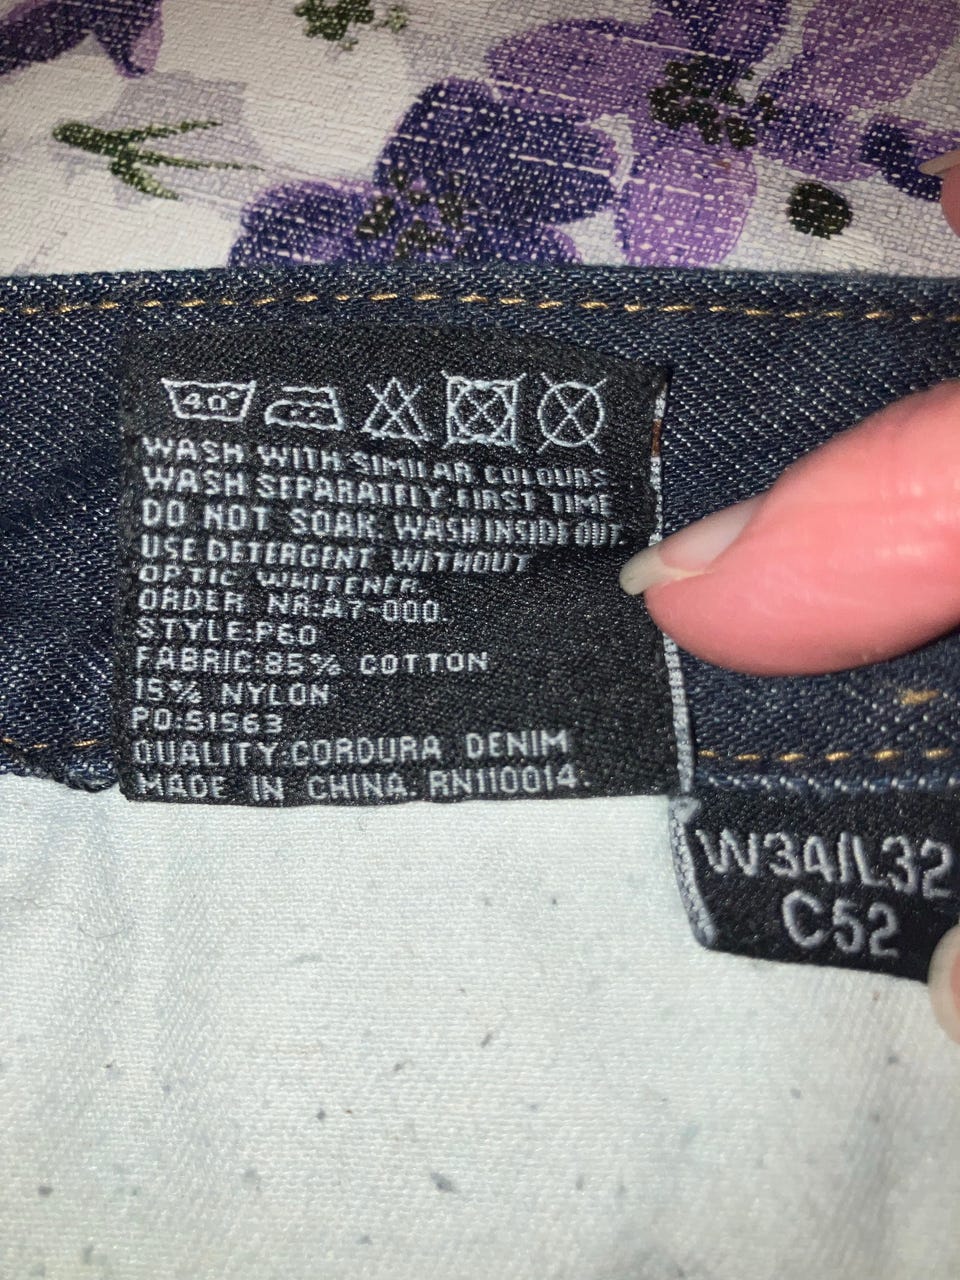 40°
WASH WITH SIMILAR COLOURS
WASH SEPARATELY FIRST TIME
DO NOT SOAK WASH INSIDE OUT.
USE DETERGENT WITHOUT
OPTIC WHITENER.
ORDER NR:A7-000.
STYLE:P60
FABRIC:85% COTTON
15% NYLON
PO:51563
QUALITY:CORDURA DENIM
MADE IN CHINA. RN110014.
W34/L32
C52